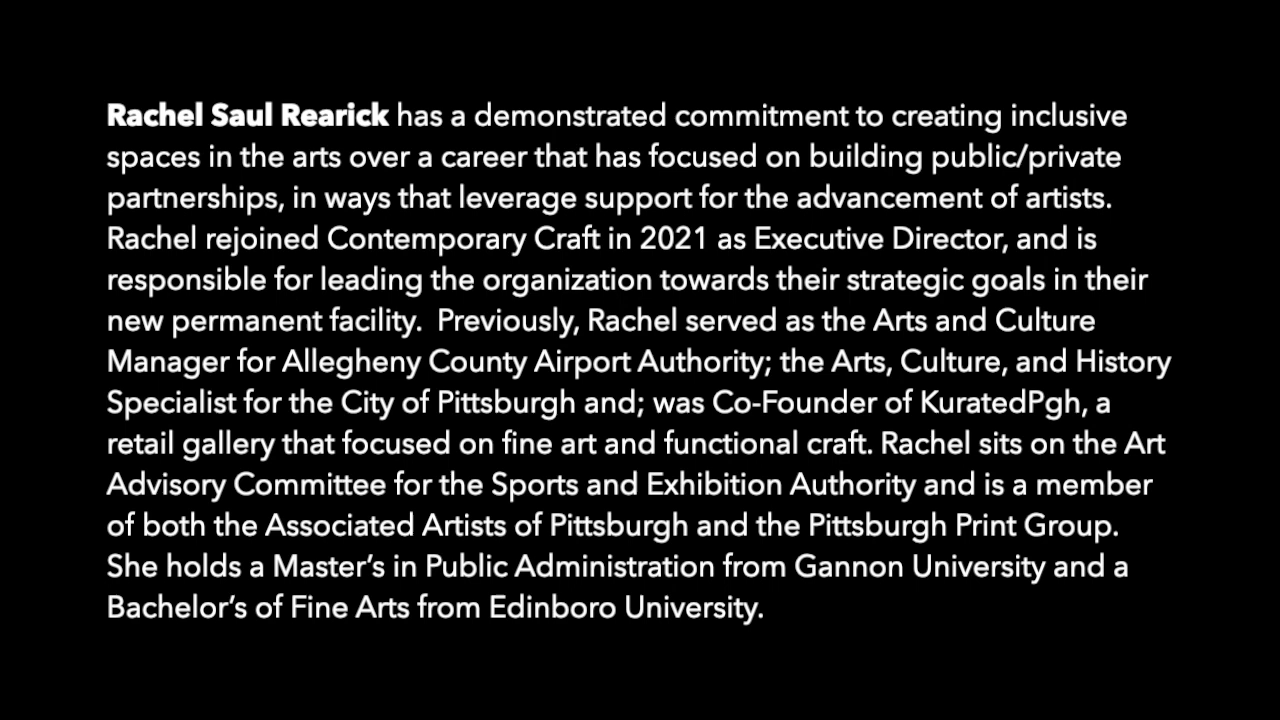 Rachel Saul Rearick has a demonstrated commitment to creating inclusive
spaces in the arts over a career that has focused on building public/private
partnerships, in ways that leverage support for the advancement of artists.
Rachel rejoined Contemporary Craft in 2021 as Executive Director, and is
responsible for leading the organization towards their strategic goals in their
new permanent facility.  Previously, Rachel served as the Arts and Culture
Manager for Allegheny County Airport Authority; the Arts, Culture, and History
Specialist for the City of Pittsburgh and; was Co-Founder of KuratedPgh, a
retail gallery that focused on fine art and functional craft. Rachel sits on the Art
Advisory Committee for the Sports and Exhibition Authority and is a member
of both the Associated Artists of Pittsburgh and the Pittsburgh Print Group.
She holds a Master’s in Public Administration from Gannon University and a
Bachelor’s of Fine Arts from Edinboro University.